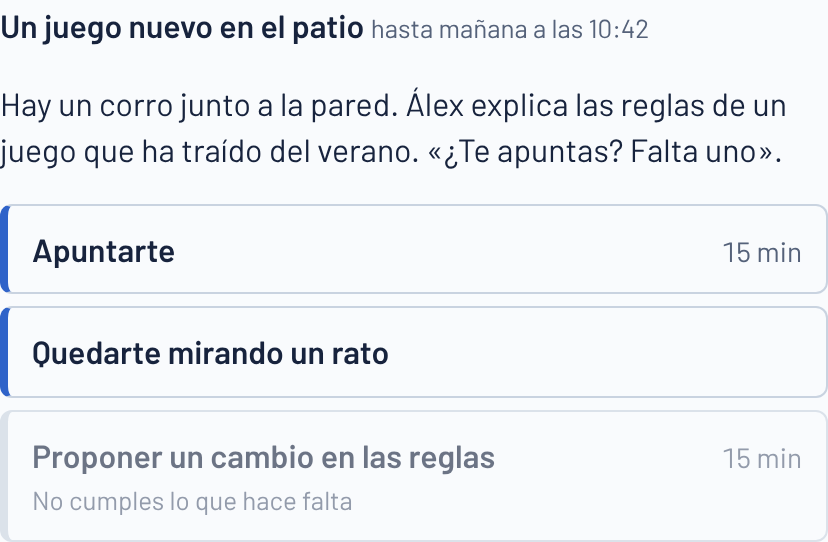 Un juego nuevo en el patio hasta mañana a las 10:42
Hay un corro junto a la pared. Álex explica las reglas de un
juego que ha traído del verano. «¿Te apuntas? Falta uno».
Apuntarte 15 min
Quedarte mirando un rato
Proponer un cambio en las reglas 15 min
No cumples lo que hace falta